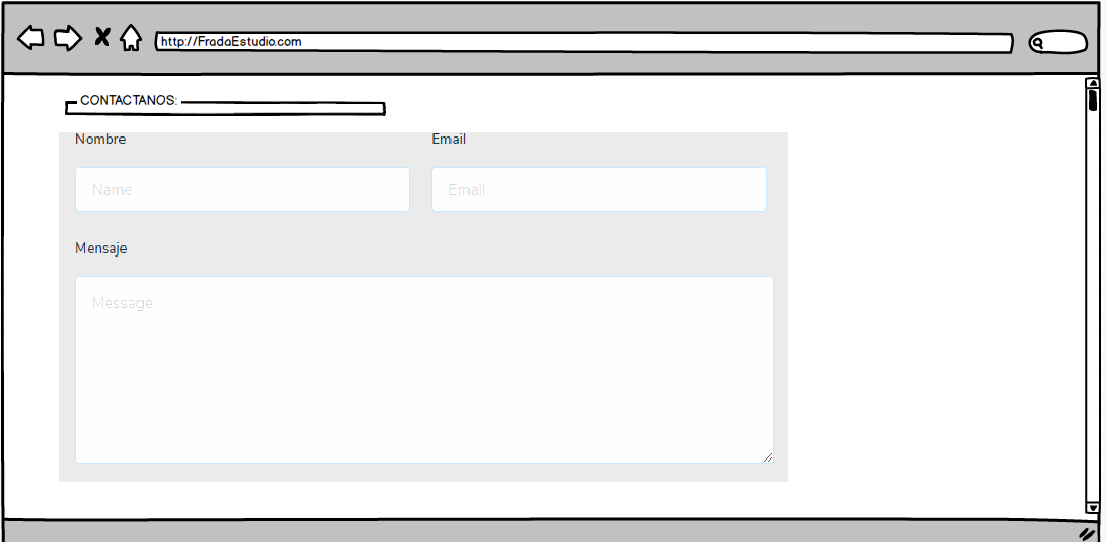 http://FradaEstudio.com
CONTACTANOS:
Nombre Email
Name Email
Mensaje
Message